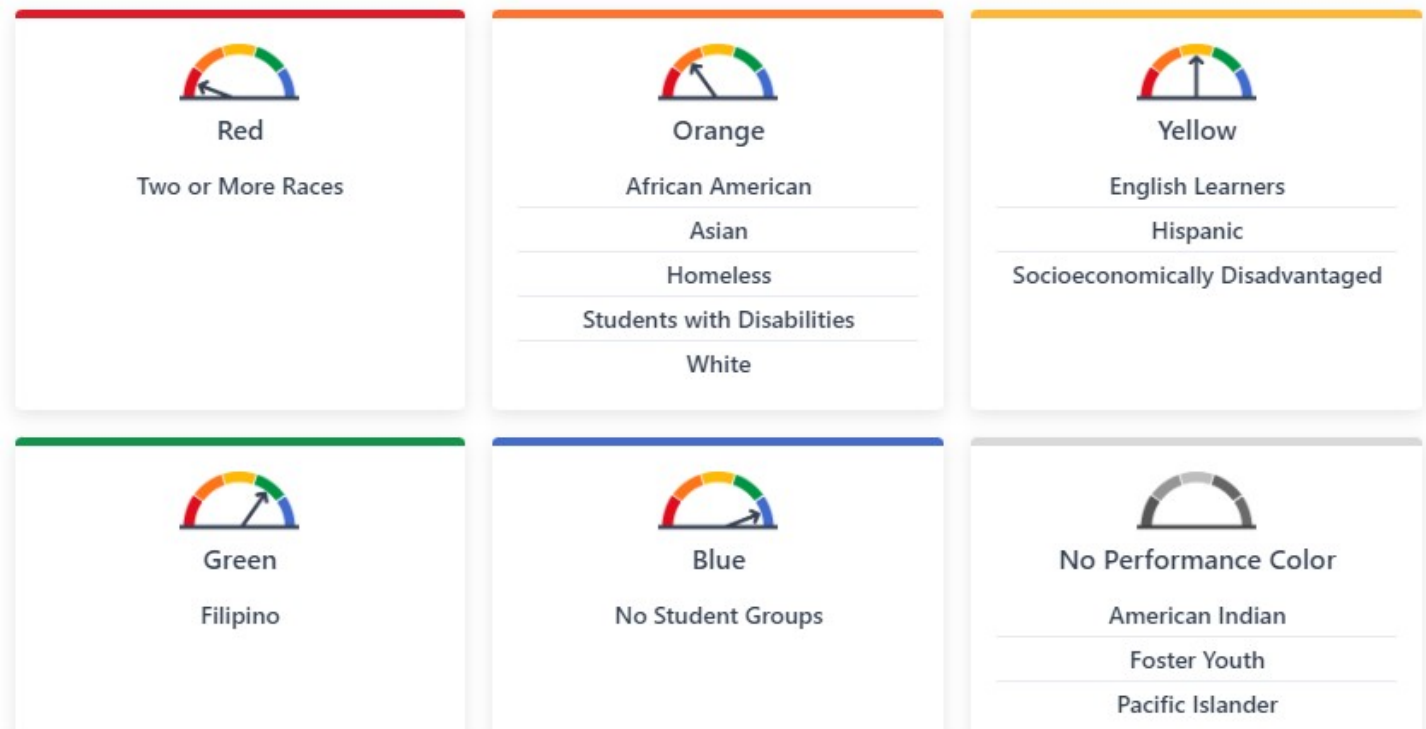 Red
Two or More Races
Orange
African American
Asian
Homeless
Students with Disabilities
White
Yellow
English Learners
Hispanic
Socioeconomically Disadvantaged
Green
Filipino
Blue
No Student Groups
No Performance Color
American Indian
Foster Youth
Pacific Islander